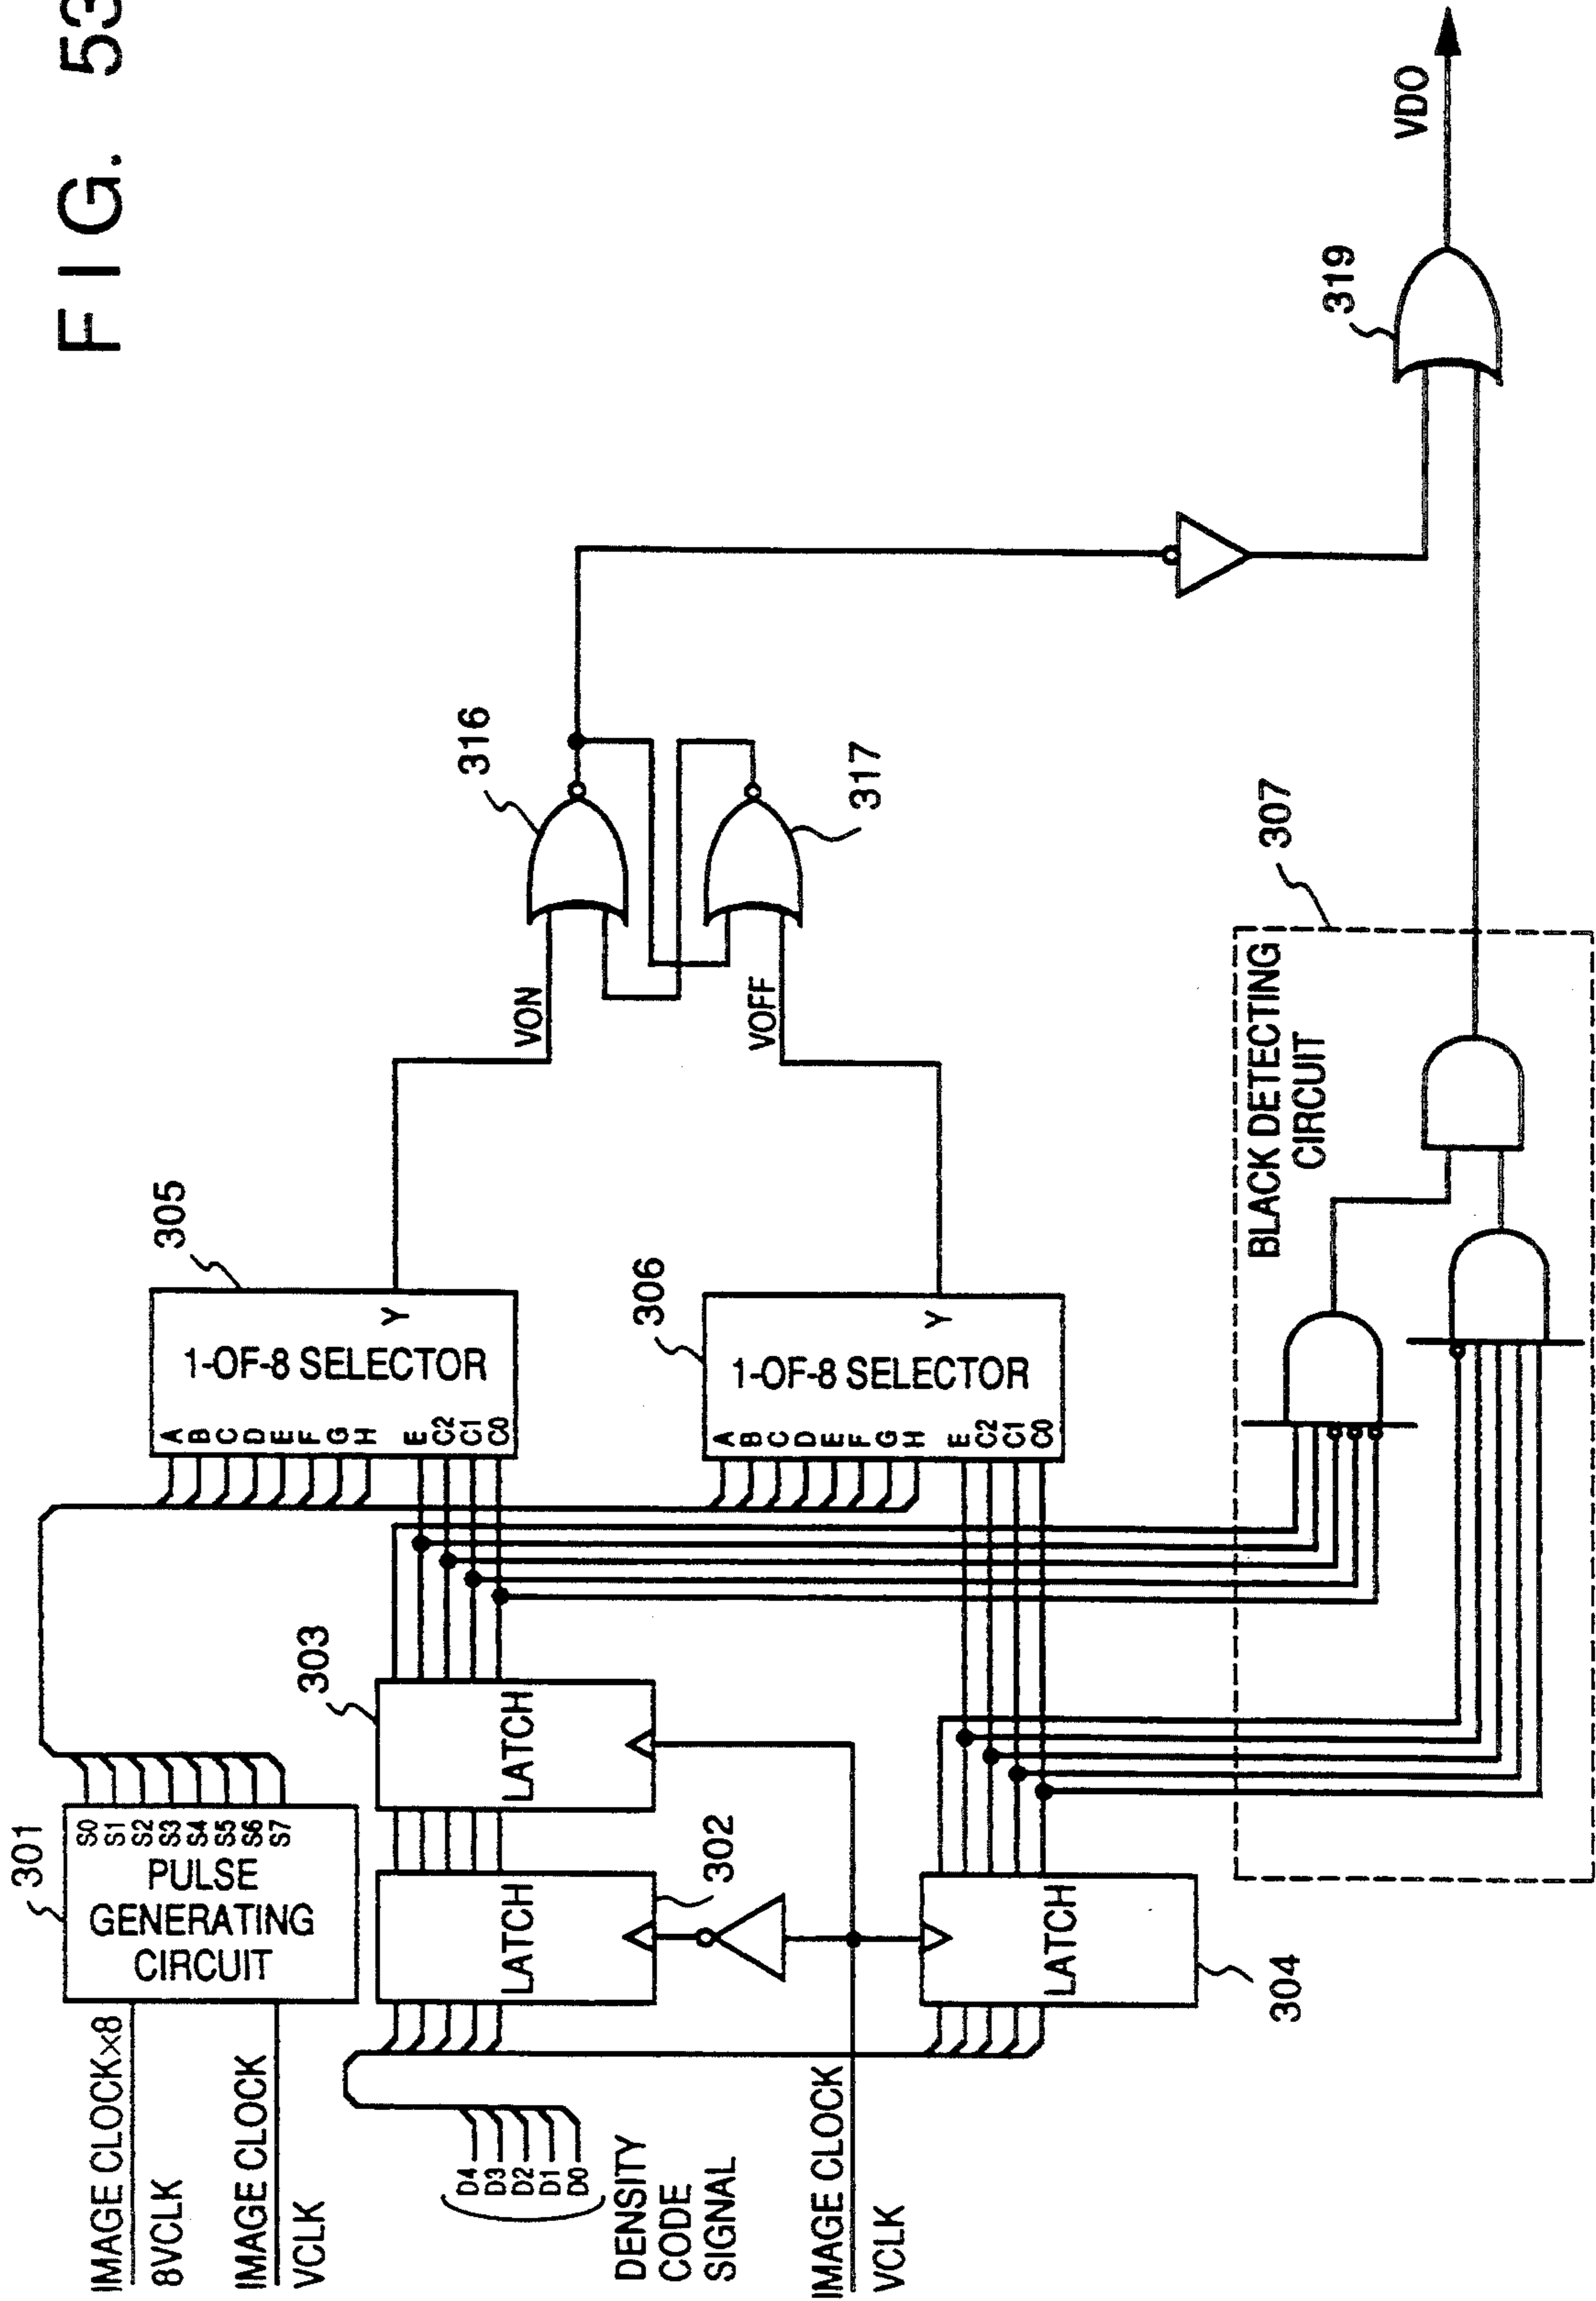 FIG. 53
301
S0
S1
S2
S3
S4
S5
S6
S7
PULSE
GENERATING
CIRCUIT
IMAGE CLOCK×8
8VCLK
IMAGE CLOCK
VCLK
D4
D3
D2
D1
D0
DENSITY
CODE
SIGNAL
IMAGE CLOCK
VCLK
LATCH
302
LATCH
303
LATCH
304
305
1-OF-8 SELECTOR
A
B
C
D
E
F
G
H
E
C2
C1
C0
Y
306
1-OF-8 SELECTOR
A
B
C
D
E
F
G
H
E
C2
C1
C0
Y
VON
VOFF
316
317
BLACK DETECTING
CIRCUIT
307
319
VDO